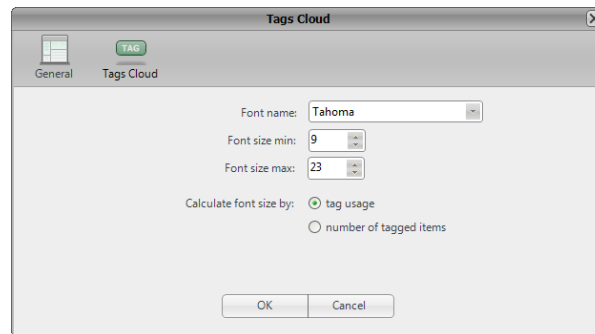 Tags Cloud
TAG
General Tags Cloud
Font name: Tahoma
Font size min: 9
Font size max: 23
Calculate font size by: tag usage
number of tagged items
OK Cancel